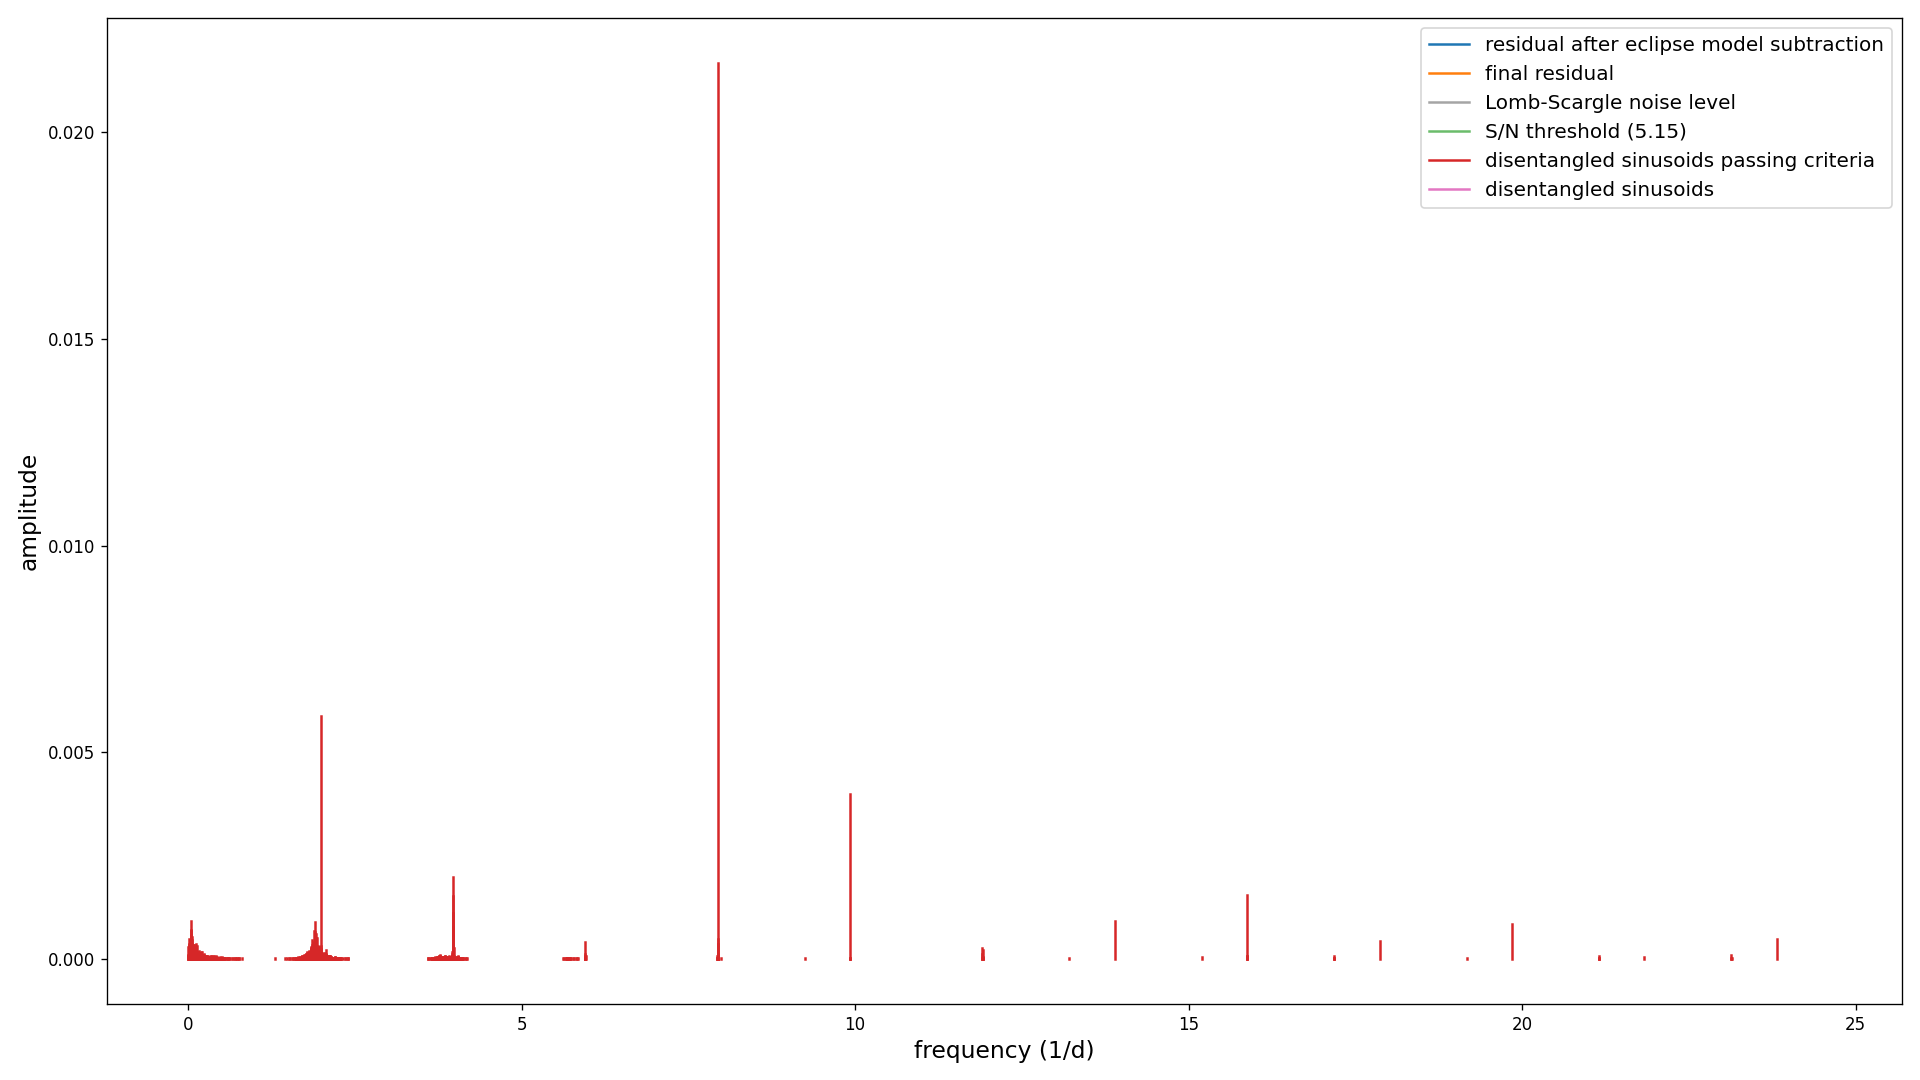 residual after eclipse model subtraction
final residual
Lomb-Scargle noise level
S/N threshold (5.15)
disentangled sinusoids passing criteria
disentangled sinusoids
amplitude
0.020
0.015
0.010
0.005
0.000
0 5 10 15 20 25
frequency (1/d)